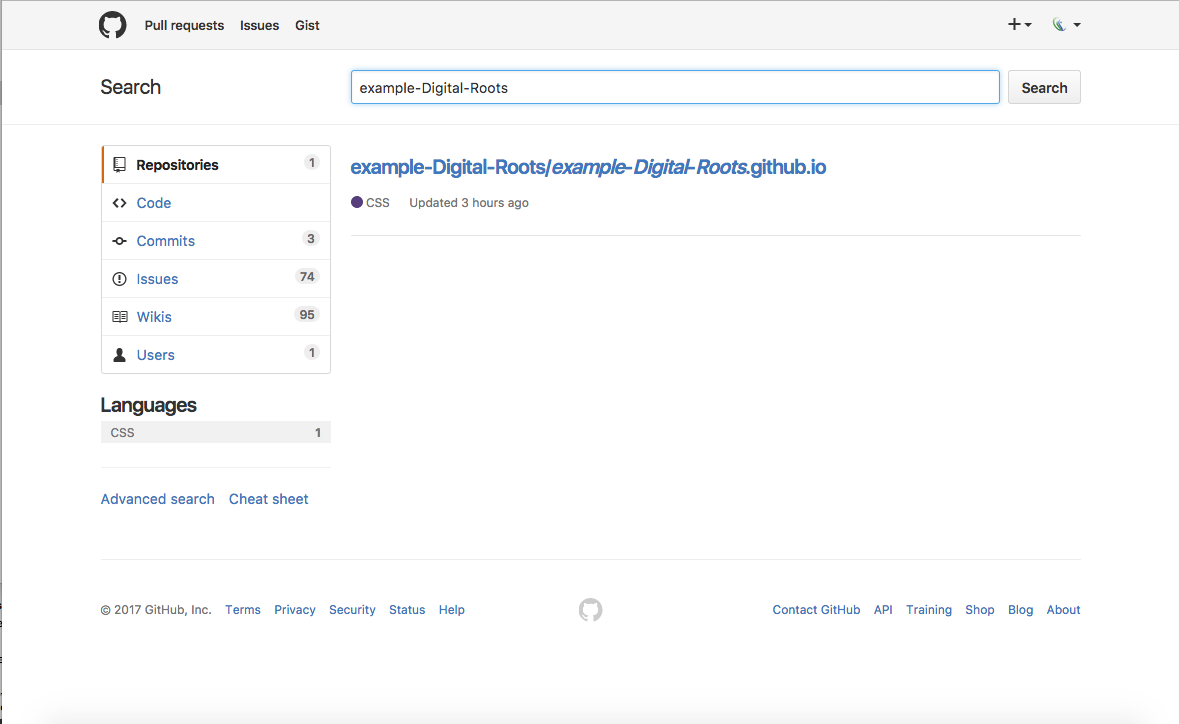 Pull requests Issues Gist
Search example-Digital-Roots Search
Repositories 1
example-Digital-Roots/example-Digital-Roots.github.io
Code
CSS Updated 3 hours ago
Commits 3
Issues 74
Wikis 95
Users 1
Languages
CSS 1
Advanced search Cheat sheet
© 2017 GitHub, Inc. Terms Privacy Security Status Help Contact GitHub API Training Shop Blog About